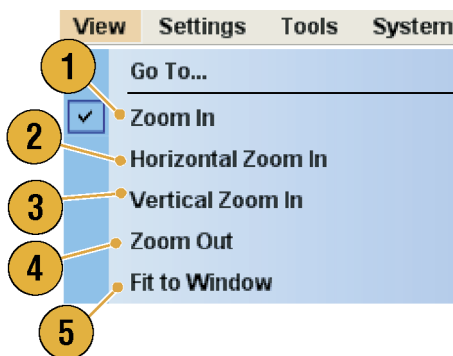 View Settings Tools System
Go To...
1
Zoom In
2
Horizontal Zoom In
3
Vertical Zoom In
4
Zoom Out
Fit to Window
5